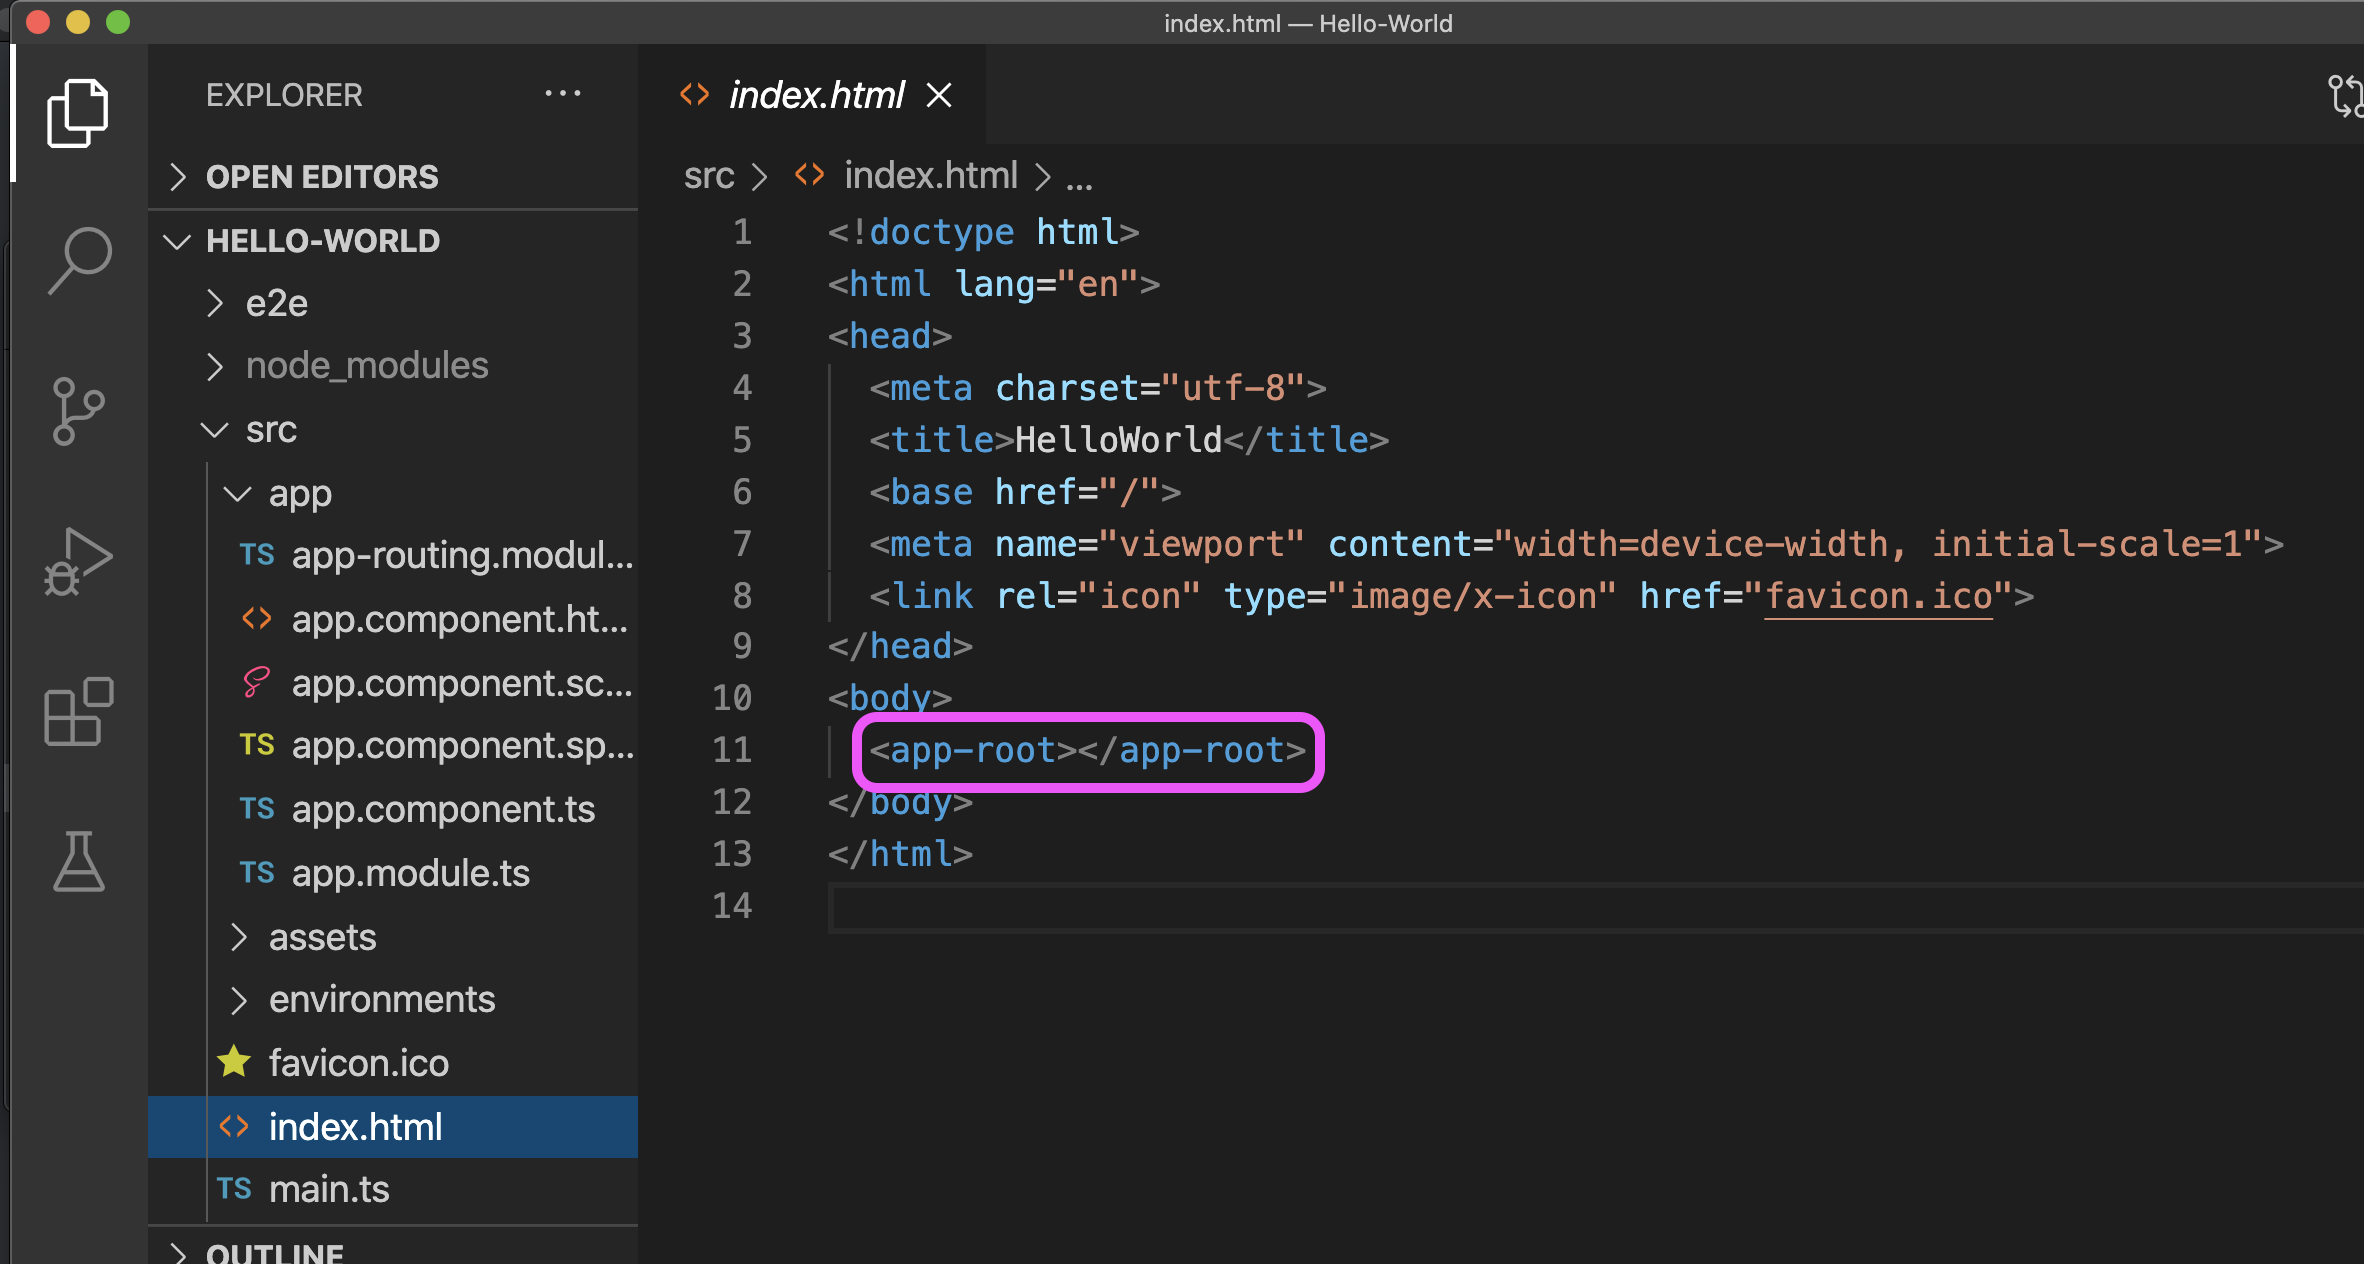 index.html — Hello-World
EXPLORER
···
OPEN EDITORS
HELLO-WORLD
e2e
node_modules
src
app
TS app-routing.modul...
<> app.component.ht...
app.component.sc...
TS app.component.sp...
TS app.component.ts
TS app.module.ts
assets
environments
favicon.ico
<> index.html
TS main.ts
OUTLINE
<> index.html
src > <> index.html > ...
1 <!doctype html>
2 <html lang="en">
3 <head>
4   <meta charset="utf-8">
5   <title>HelloWorld</title>
6   <base href="/">
7   <meta name="viewport" content="width=device-width, initial-scale=1">
8   <link rel="icon" type="image/x-icon" href="favicon.ico">
9 </head>
10 <body>
11   <app-root></app-root>
12 </body>
13 </html>
14